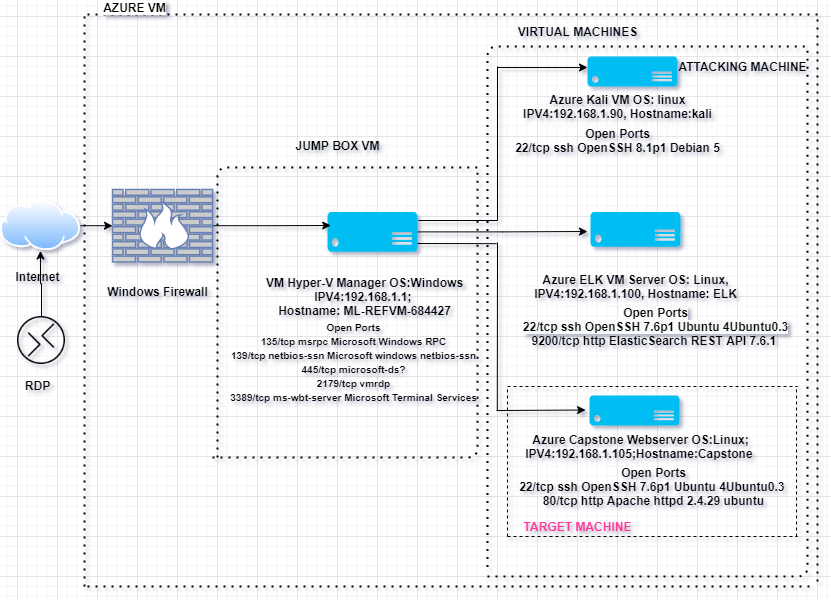 AZURE VM
VIRTUAL MACHINES
ATTACKING MACHINE
Azure Kali VM OS: linux
IPV4:192.168.1.90, Hostname:kali
Open Ports
22/tcp ssh OpenSSH 8.1p1 Debian 5
JUMP BOX VM
Internet
Windows Firewall
RDP
VM Hyper-V Manager OS:Windows
IPV4:192.168.1.1;
Hostname: ML-REFVM-684427
Open Ports
135/tcp msrpc Microsoft Windows RPC
139/tcp netbios-ssn Microsoft windows netbios-ssn
445/tcp microsoft-ds?
2179/tcp vmrdp
3389/tcp ms-wbt-server Microsoft Terminal Services
Azure ELK VM Server OS: Linux,
IPV4:192.168.1.100, Hostname: ELK
Open Ports
22/tcp ssh OpenSSH 7.6p1 Ubuntu 4Ubuntu0.3
9200/tcp http ElasticSearch REST API 7.6.1
Azure Capstone Webserver OS:Linux;
IPV4:192.168.1.105;Hostname:Capstone
Open Ports
22/tcp ssh OpenSSH 7.6p1 Ubuntu 4Ubuntu0.3
80/tcp http Apache httpd 2.4.29 ubuntu
TARGET MACHINE